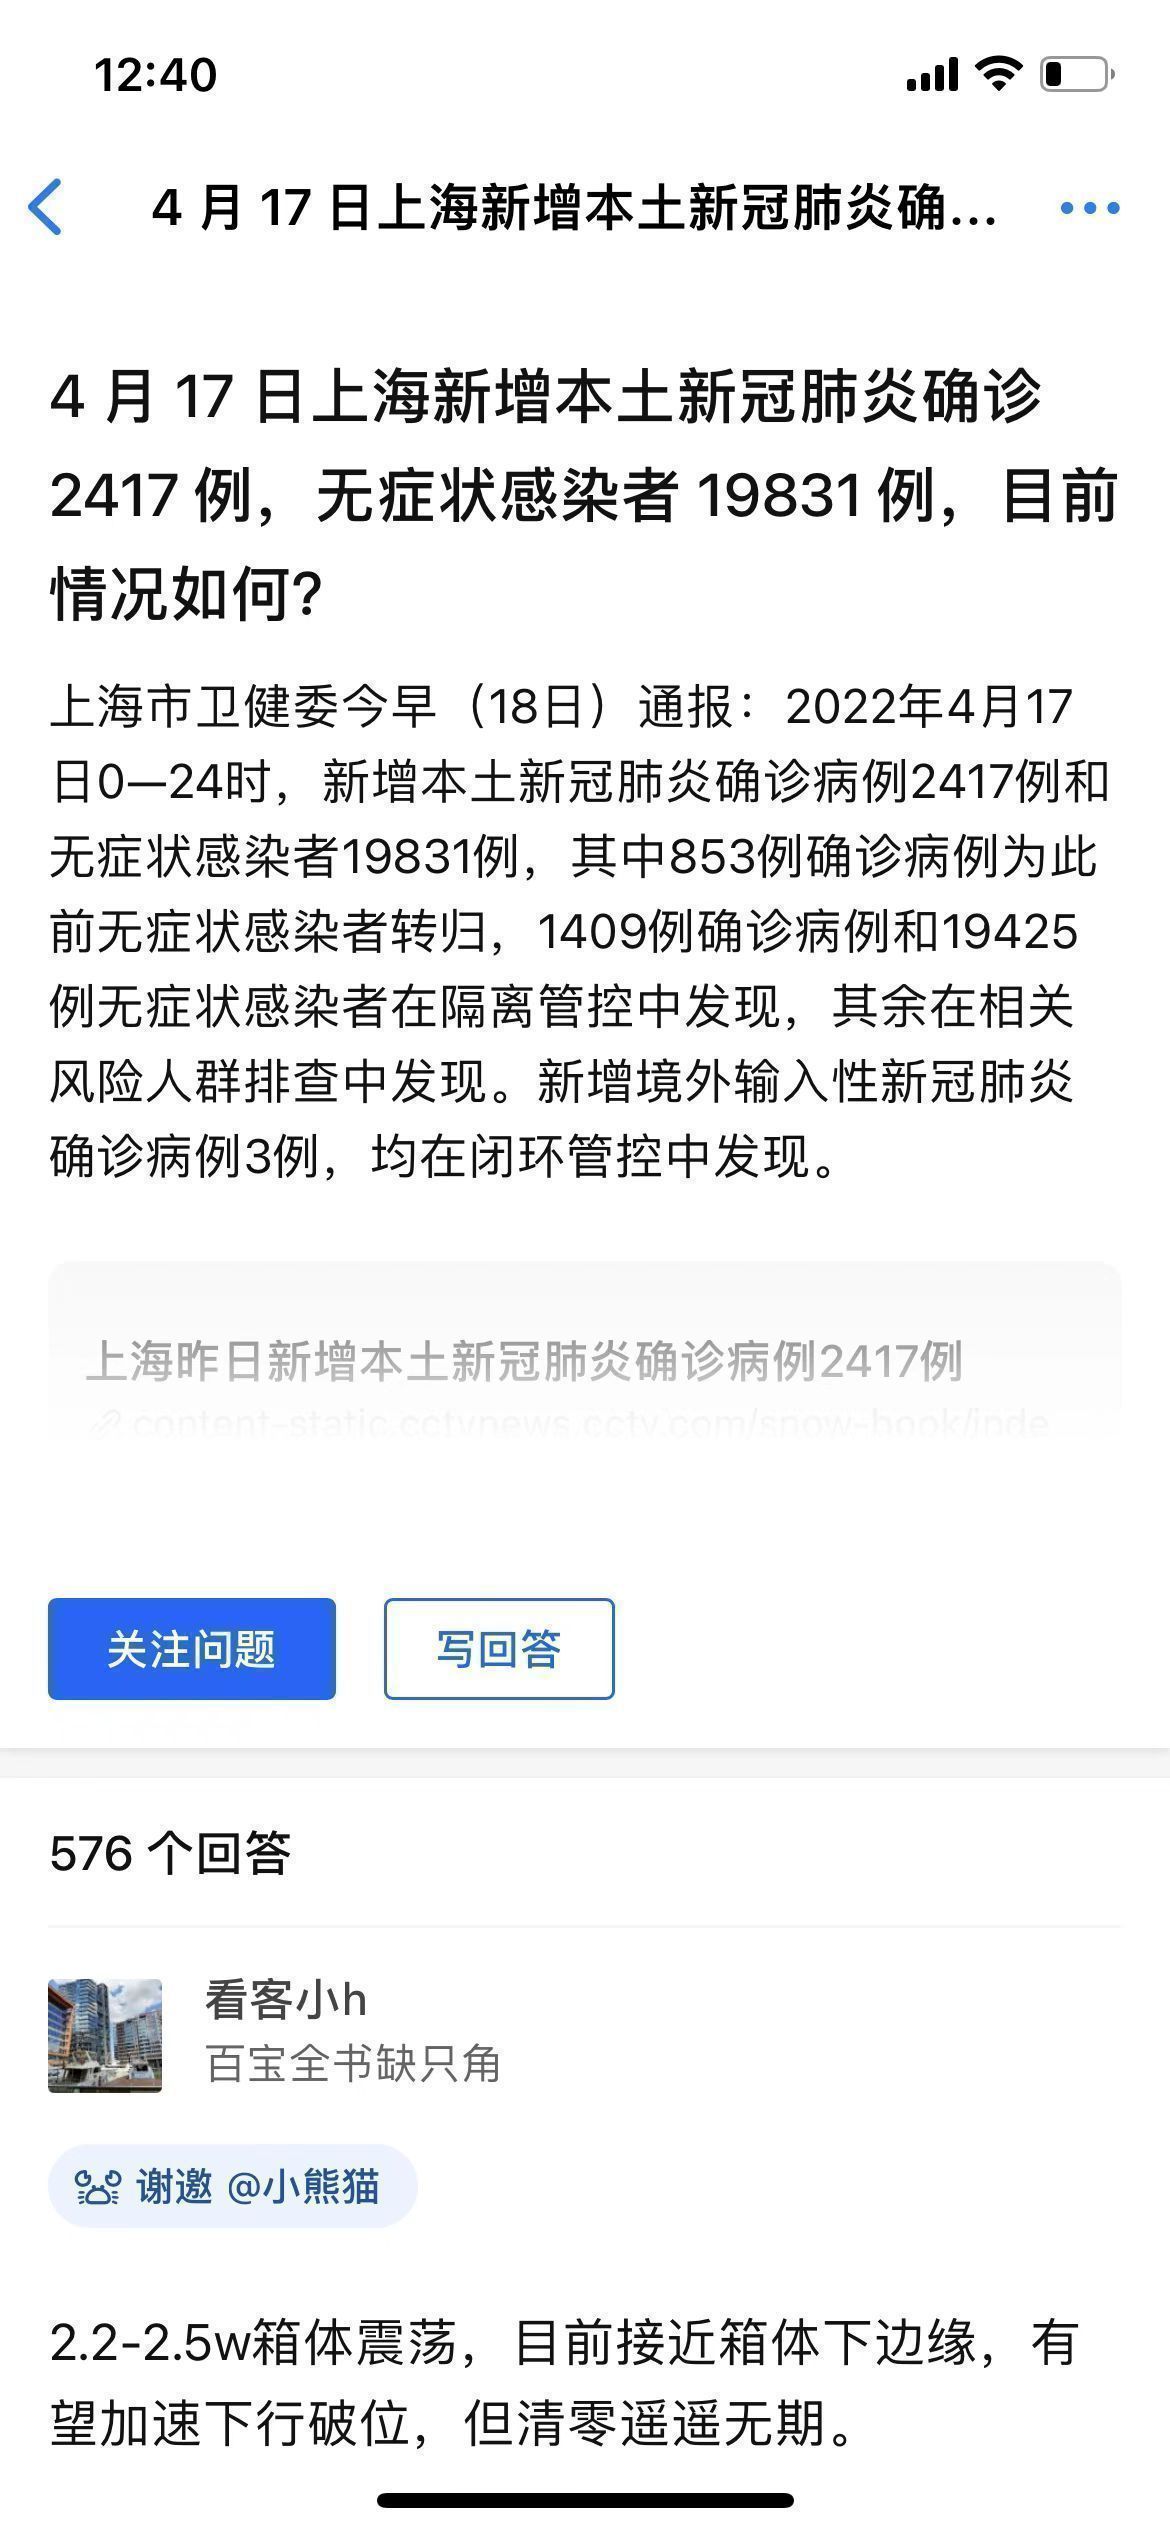 12:40
4 月 17 日上海新增本土新冠肺炎确...
4 月 17 日上海新增本土新冠肺炎确诊
2417 例，无症状感染者 19831 例，目前
情况如何？
上海市卫健委今早（18日）通报：2022年4月17
日0—24时，新增本土新冠肺炎确诊病例2417例和
无症状感染者19831例，其中853例确诊病例为此
前无症状感染者转归，1409例确诊病例和19425
例无症状感染者在隔离管控中发现，其余在相关
风险人群排查中发现。新增境外输入性新冠肺炎
确诊病例3例，均在闭环管控中发现。
上海昨日新增本土新冠肺炎确诊病例2417例
content-static.cctvnews.cctv.com/snow-book/inde
关注问题
写回答
576 个回答
看客小h
百宝全书缺只角
谢邀 @小熊猫
2.2-2.5w箱体震荡，目前接近箱体下边缘，有
望加速下行破位，但清零遥遥无期。